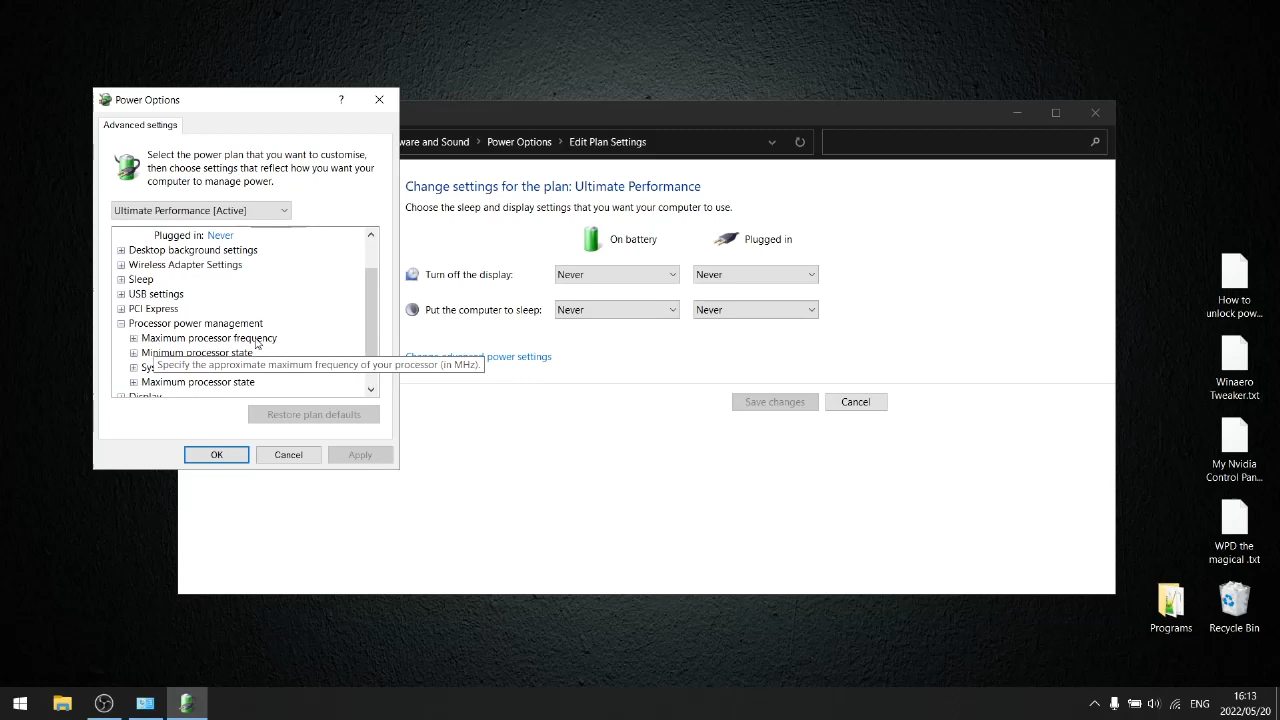 Power Options
?
Advanced settings
Select the power plan that you want to customise,
then choose settings that reflect how you want your
computer to manage power.
Ultimate Performance [Active]
Plugged in: Never
Desktop background settings
Wireless Adapter Settings
Sleep
USB settings
PCI Express
Processor power management
Maximum processor frequency
Minimum processor state
Sys
Specify the approximate maximum frequency of your processor (in MHz).
Maximum processor state
Display
Restore plan defaults
OK
Cancel
Apply
ware and Sound
Power Options
Edit Plan Settings
Change settings for the plan: Ultimate Performance
Choose the sleep and display settings that you want your computer to use.
On battery
Plugged in
Turn off the display:
Never
Never
Put the computer to sleep:
Never
Never
Change advanced power settings
Save changes
Cancel
How to
unlock pow...
Winaero
Tweaker.txt
My Nvidia
Control Pan...
WPD the
magical .txt
Programs
Recycle Bin
ENG
16:13
2022/05/20